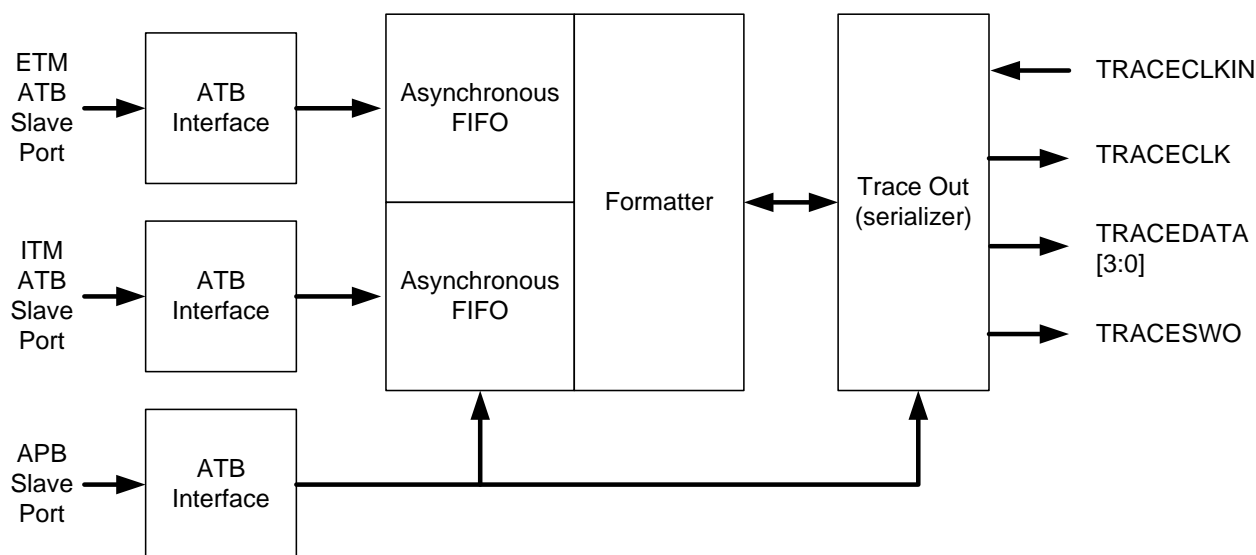 ETM
ATB
Slave
Port
ATB
Interface
Asynchronous
FIFO
ITM
ATB
Slave
Port
ATB
Interface
Asynchronous
FIFO
APB
Slave
Port
ATB
Interface
Formatter
Trace Out
(serializer)
TRACECLKIN
TRACECLK
TRACEDATA
[3:0]
TRACESWO